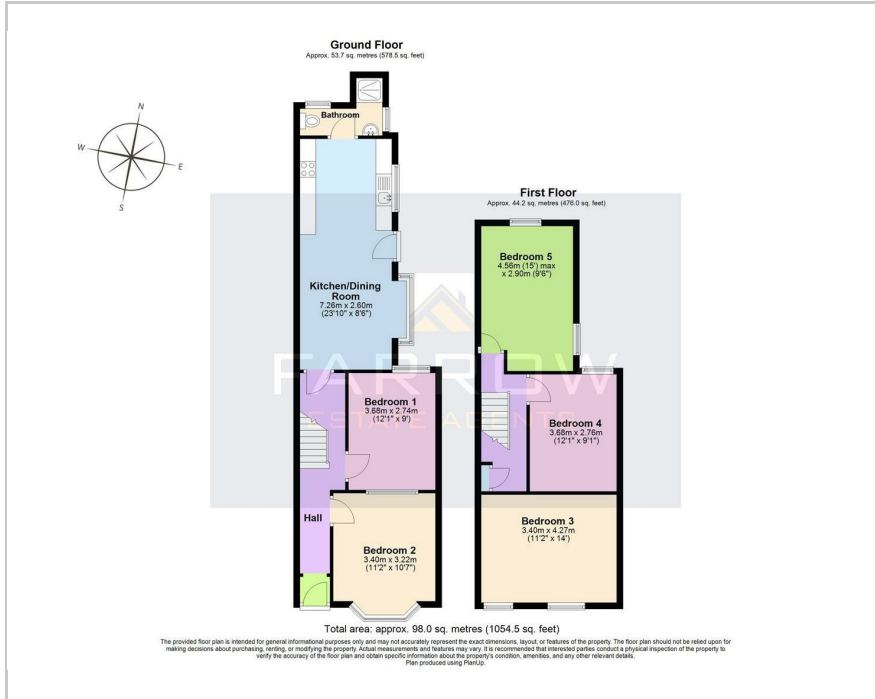 Ground Floor
Approx. 53.7 sq. metres (578.5 sq. feet)
Bathroom
N
W
E
S
Kitchen/Dining
Room
7.26m x 2.60m
(23'10" x 8'6")
Bedroom 1
3.68m x 2.74m
(12'1" x 9')
Hall
Bedroom 2
3.40m x 3.22m
(11'2" x 10'7")
First Floor
Approx. 44.2 sq. metres (476.0 sq. feet)
Bedroom 5
4.56m (15') max
x 2.90m (9'6")
Bedroom 4
3.68m x 2.76m
(12'1" x 9'1")
Bedroom 3
3.40m x 4.27m
(11'2" x 14')
FARROW
ESTATE AGENTS
Total area: approx. 98.0 sq. metres (1054.5 sq. feet)
The provided floor plan is intended for general informational purposes only and may not accurately represent the exact dimensions, layout, or features of the property. The floor plan should not be relied upon for
making decisions about purchasing, renting, or modifying the property. Actual measurements and features may vary. It is recommended that interested parties conduct a physical inspection of the property to
verify the accuracy of the floor plan and obtain specific information about the property's condition, amenities, and any other relevant details.
Plan produced using PlanUp.